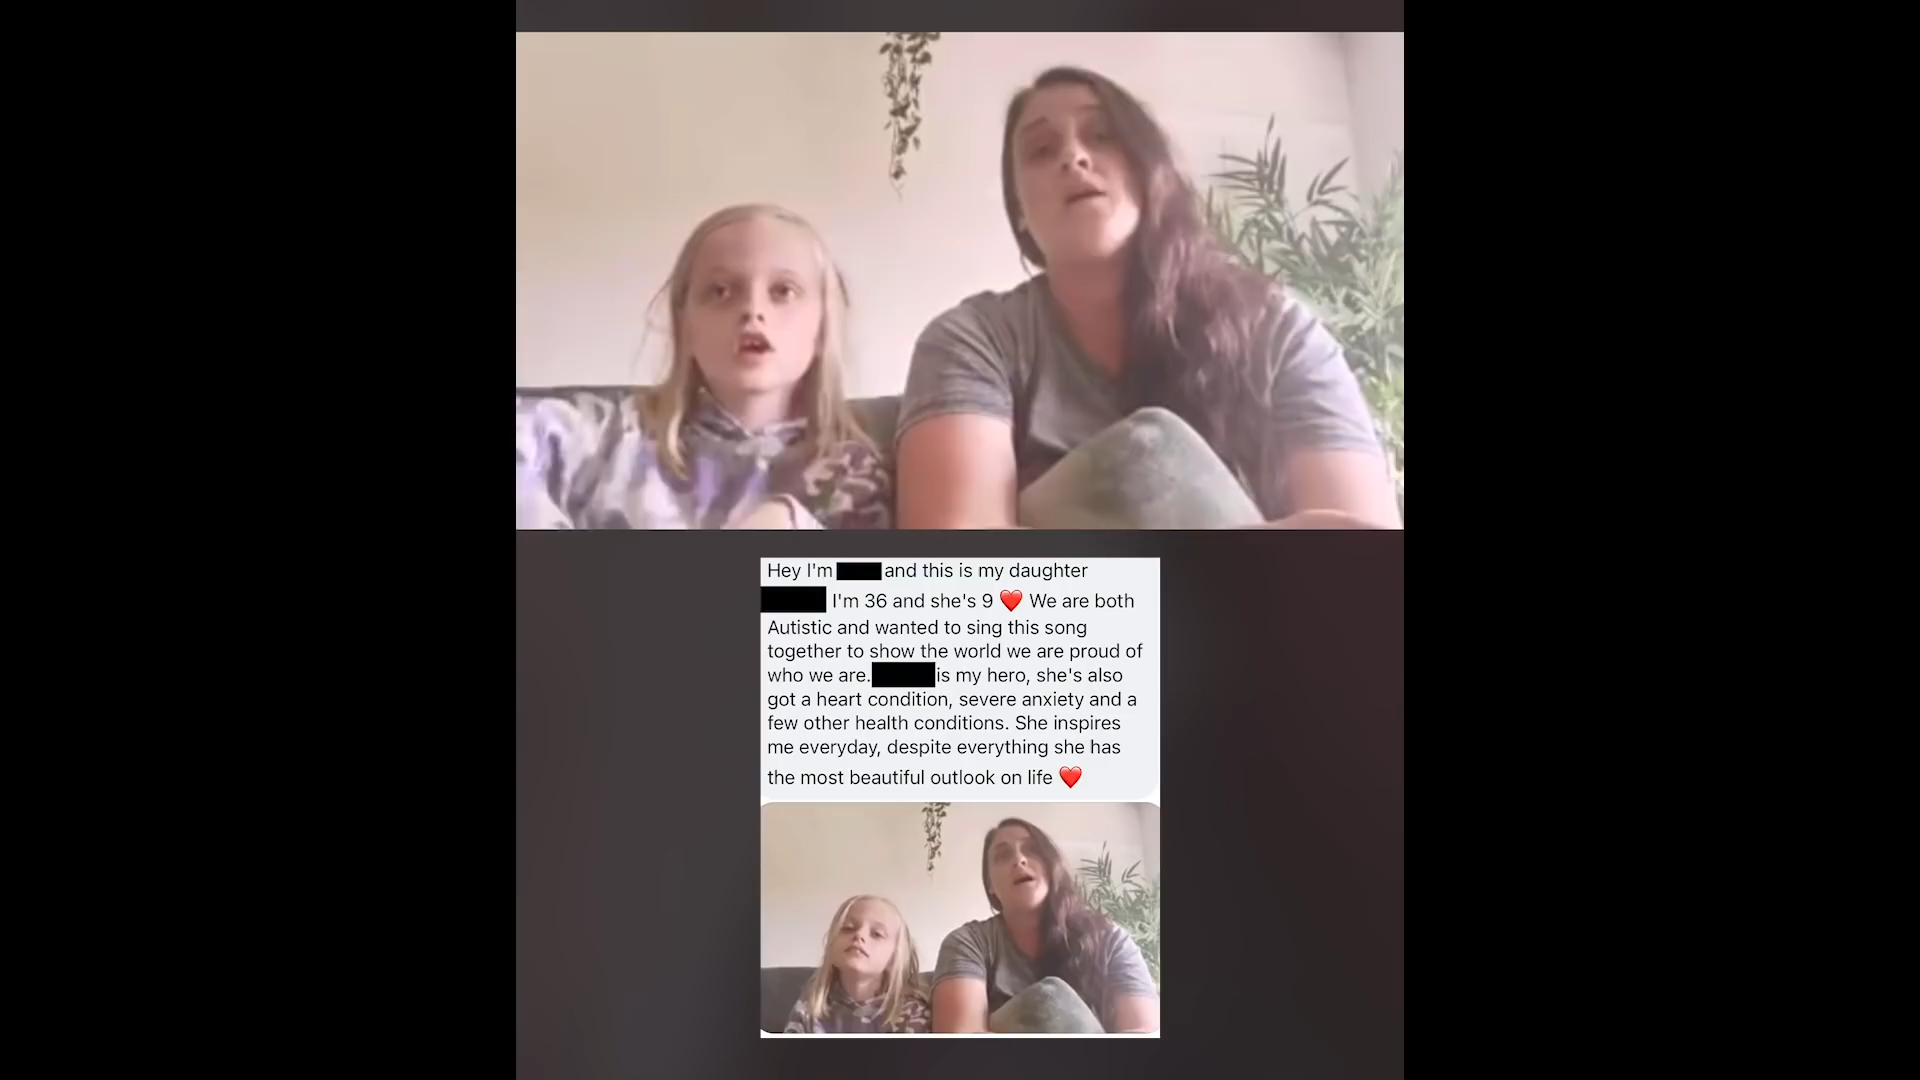 Hey I'm and this is my daughter
I'm 36 and she's 9 ❤️ We are both
Autistic and wanted to sing this song
together to show the world we are proud of
who we are. is my hero, she's also
got a heart condition, severe anxiety and a
few other health conditions. She inspires
me everyday, despite everything she has
the most beautiful outlook on life ❤️